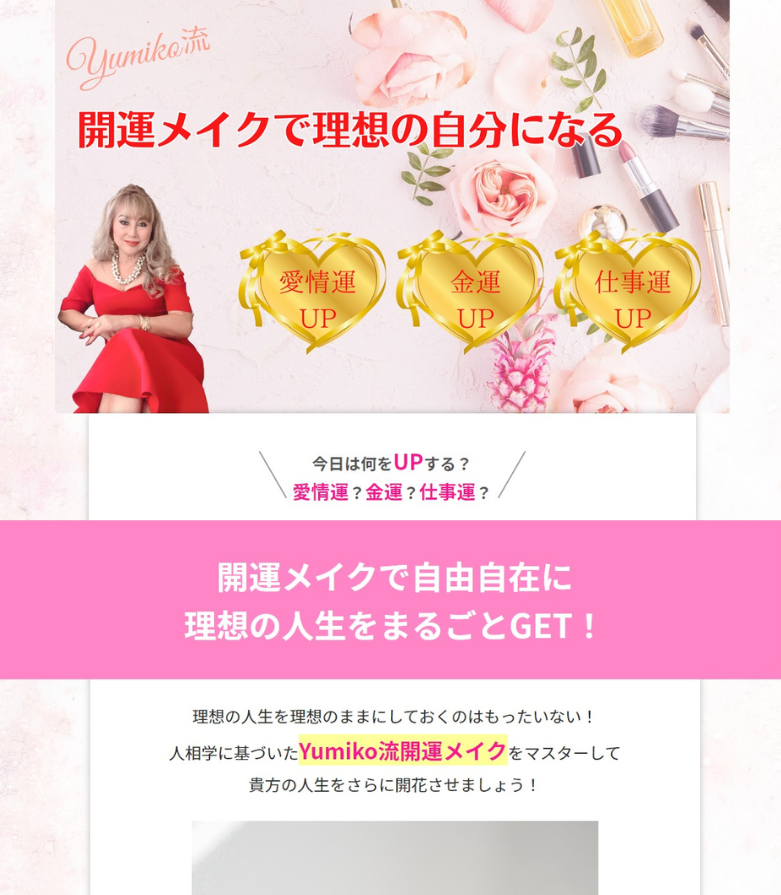 Yumiko流
開運メイクで理想の自分になる
愛情運
UP
金運
UP
仕事運
UP
今日は何をUPする？
愛情運？金運？仕事運？
開運メイクで自由自在に
理想の人生をまるごとGET！
理想の人生を理想のままにしておくのはもったいない！
人相学に基づいたYumiko流開運メイクをマスターして
貴方の人生をさらに開花させましょう！